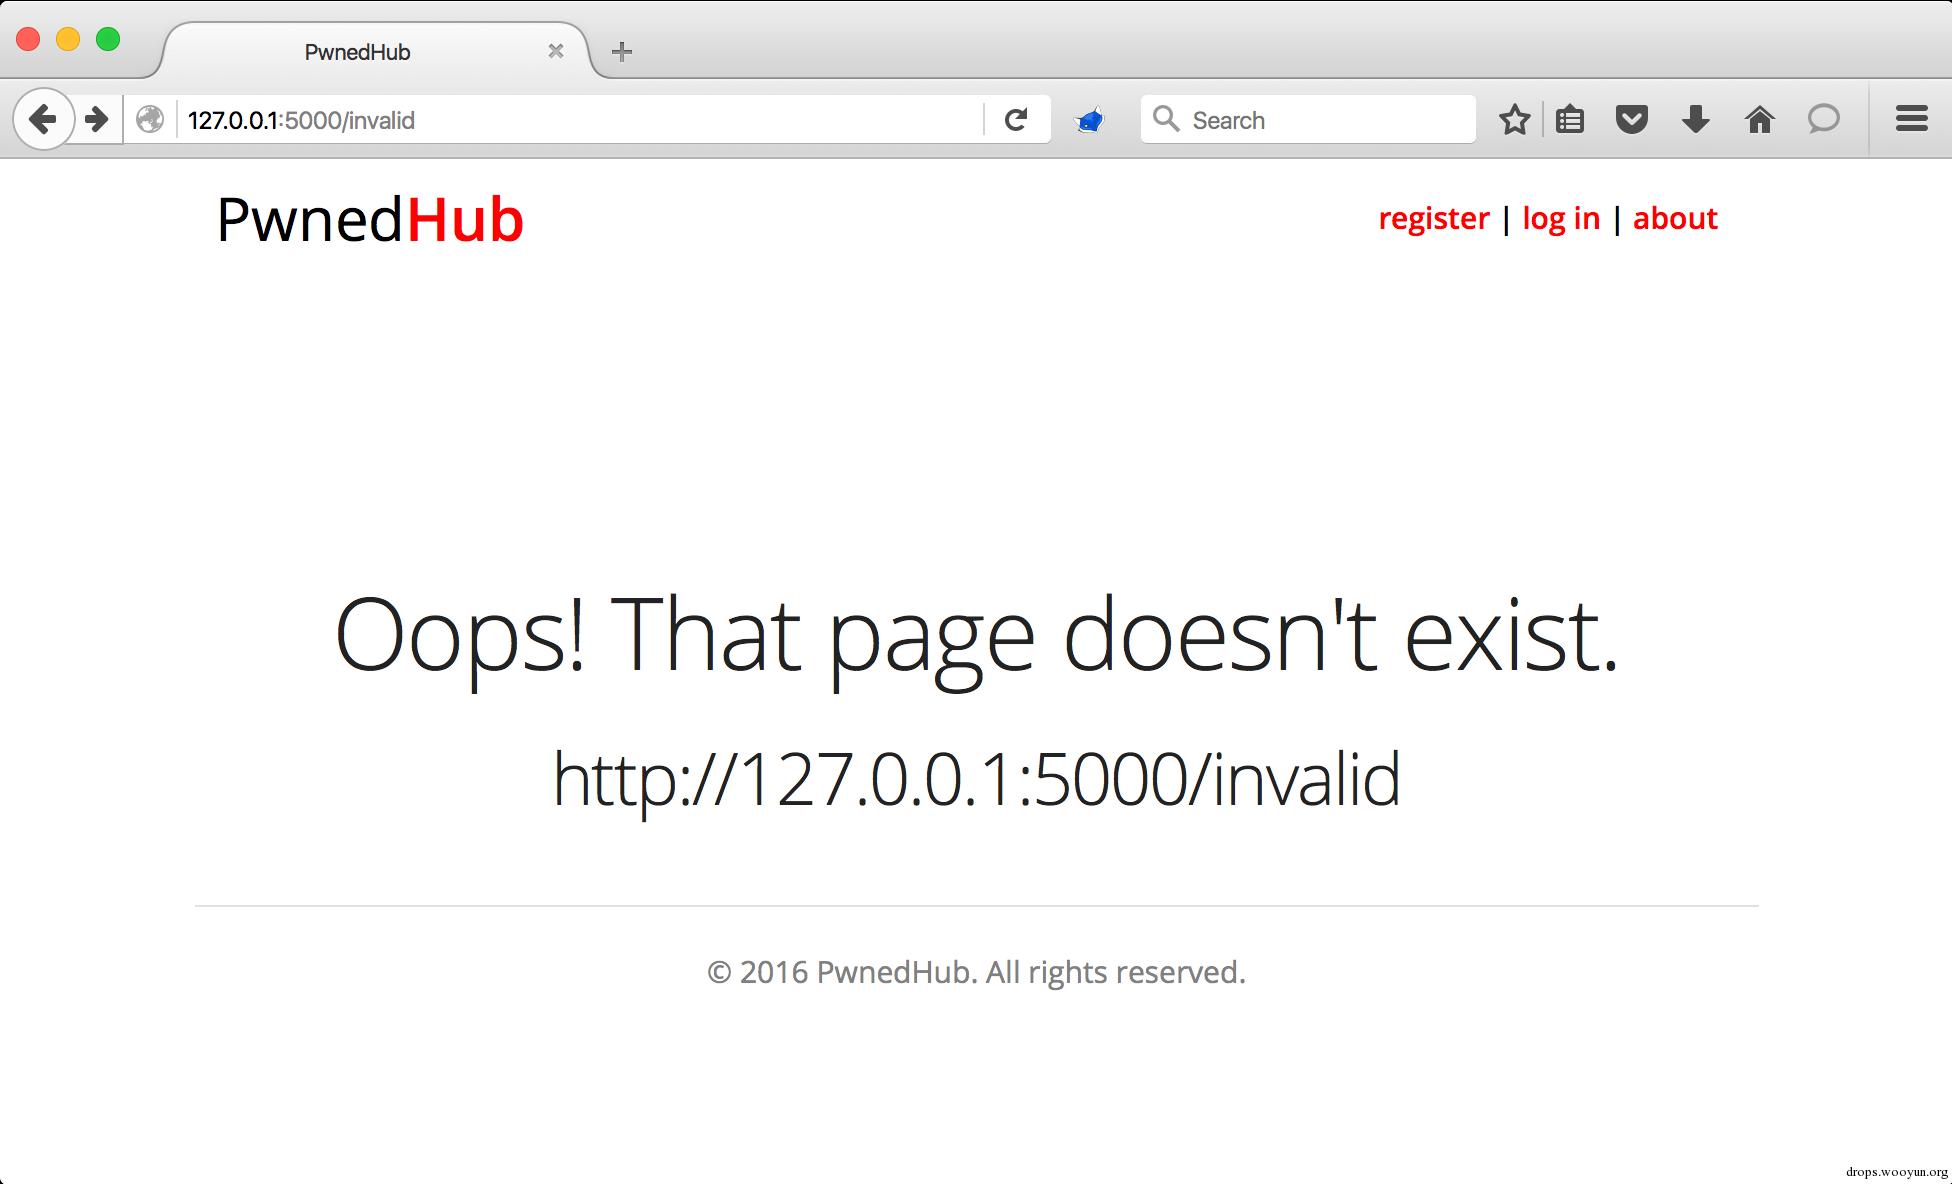 PwnedHub
127.0.0.1:5000/invalid
Search
PwnedHub
register | log in | about
Oops! That page doesn't exist.
http://127.0.0.1:5000/invalid
© 2016 PwnedHub. All rights reserved.
drops.wooyun.org